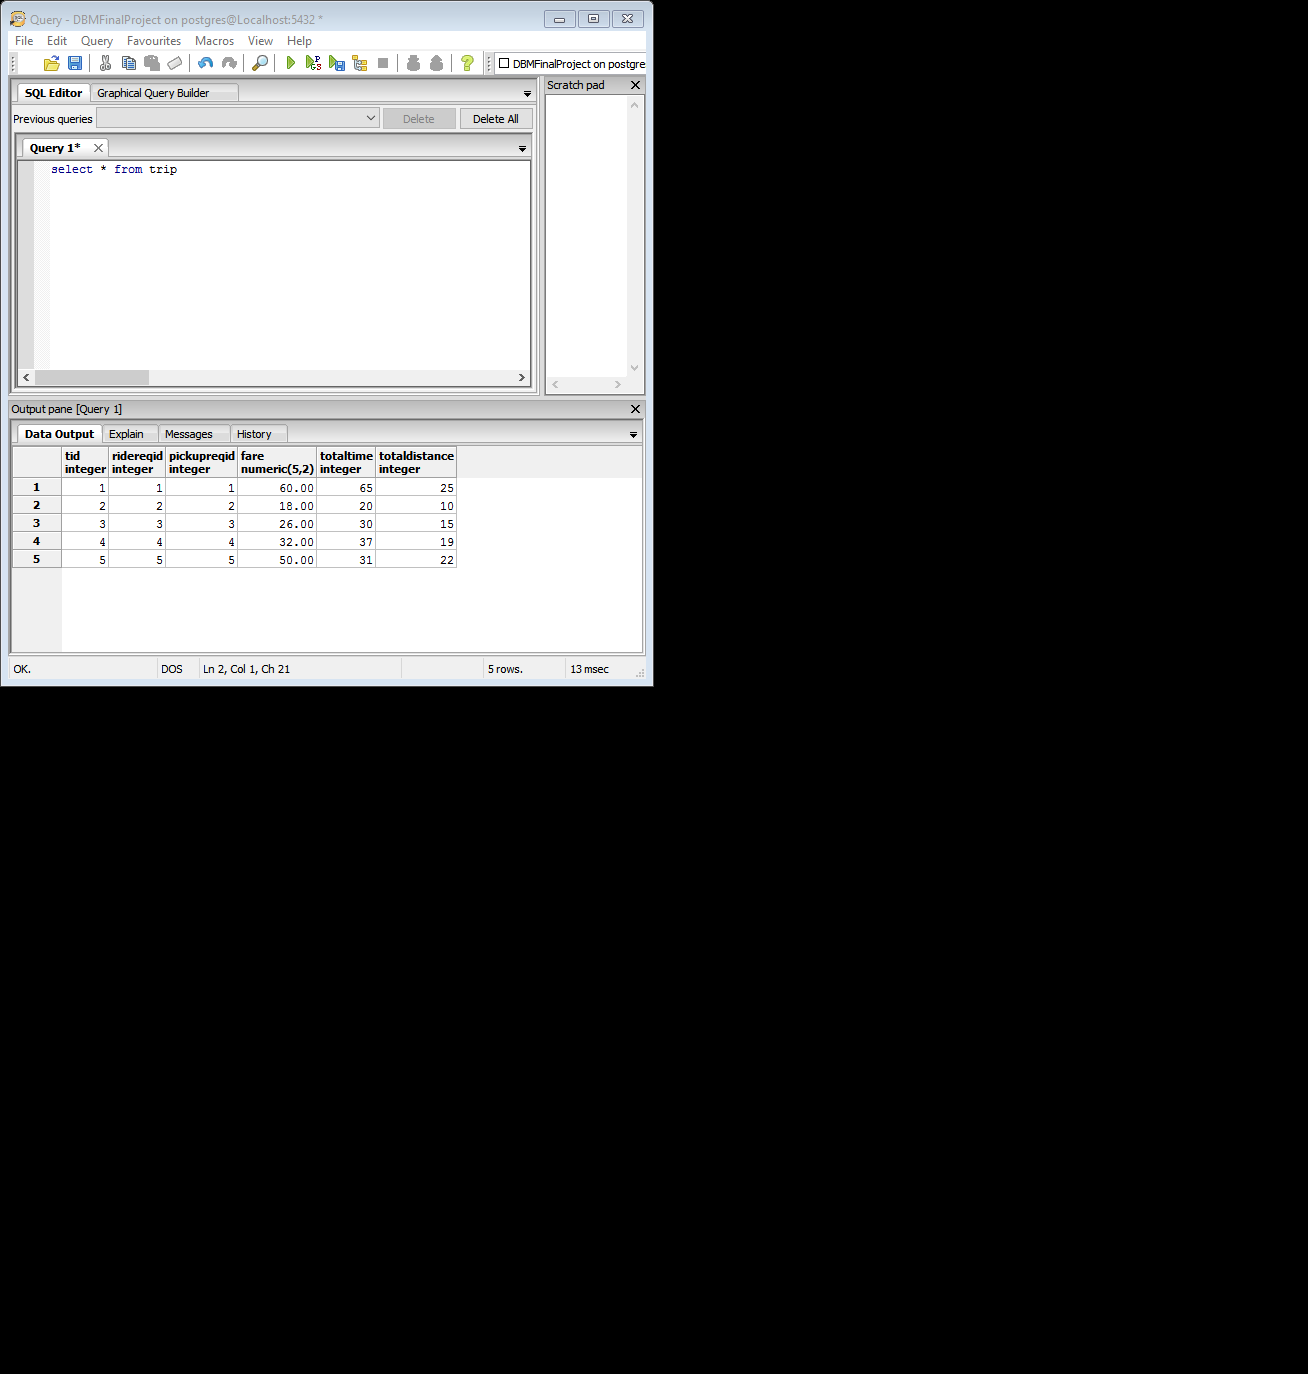 Query - DBMFinalProject on postgres@Localhost:5432 *
File Edit Query Favourites Macros View Help
DBMFinalProject on postgre
SQL Editor Graphical Query Builder
Scratch pad
Previous queries Delete Delete All
Query 1*
select * from trip
Output pane [Query 1]
Data Output Explain Messages History
tid ridereqid pickupreqid fare totaltime totaldistance
integer integer integer numeric(5,2) integer integer
1 1 1 1 60.00 65 25
2 2 2 2 18.00 20 10
3 3 3 3 26.00 30 15
4 4 4 4 32.00 37 19
5 5 5 5 50.00 31 22
OK. DOS Ln 2, Col 1, Ch 21 5 rows. 13 msec